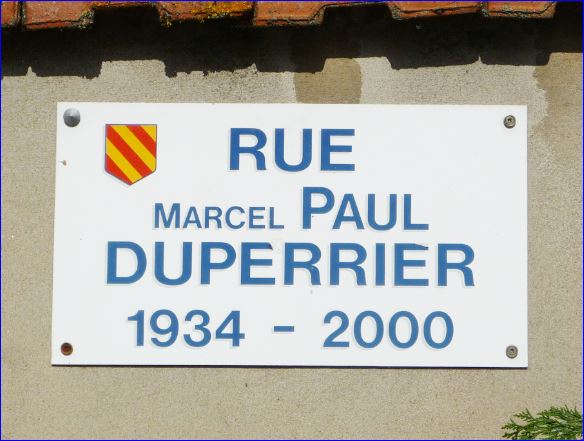 RUE
MARCEL PAUL
DUPERRIER
1934 - 2000